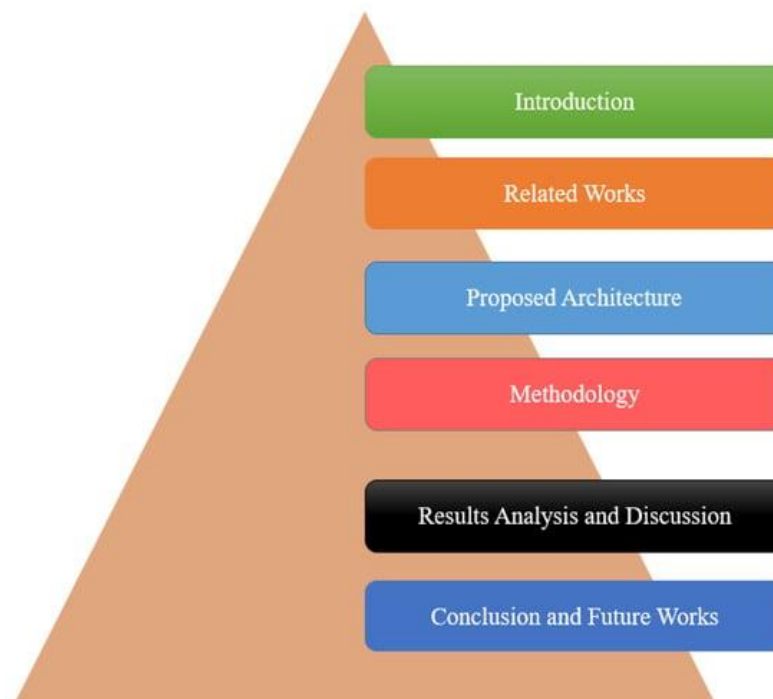 Introduction
Related Works
Proposed Architecture
Methodology
Results Analysis and Discussion
Conclusion and Future Works